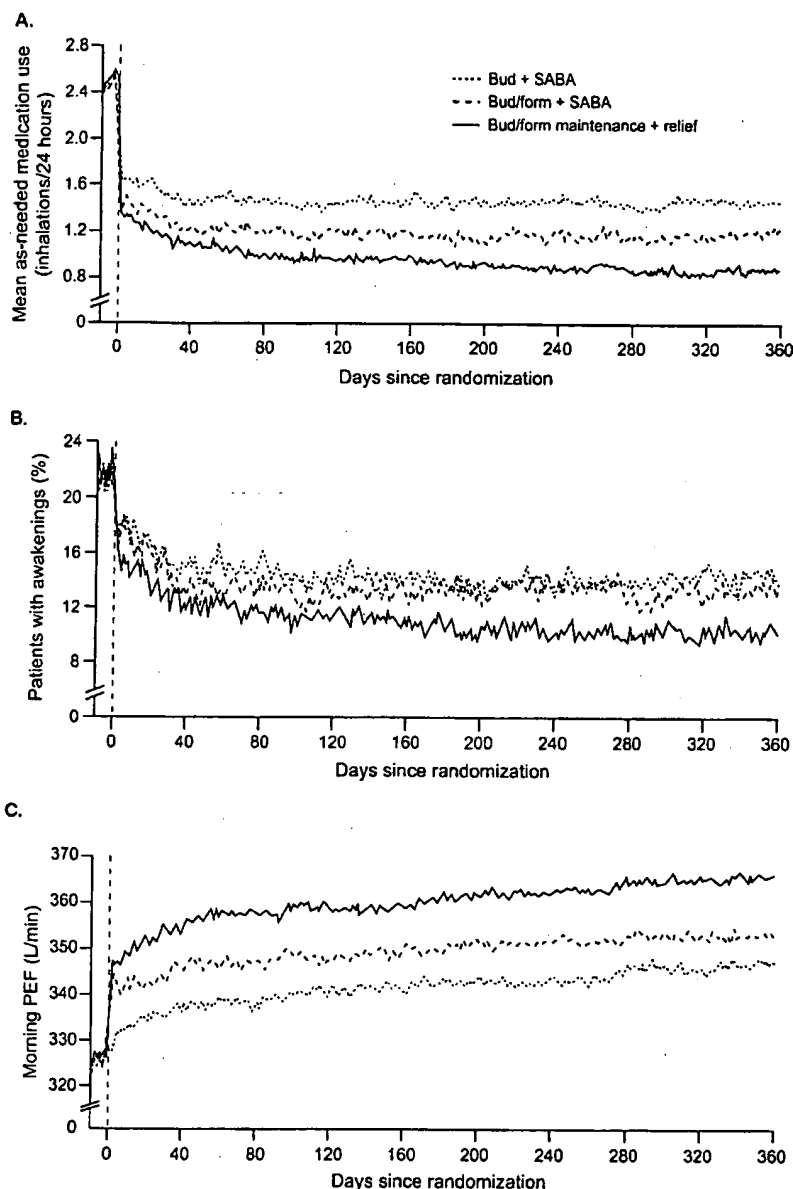 A.
Mean as-needed medication use
(inhalations/24 hours)
2.8
2.4
2.0
1.6
1.2
0.8
0
Bud + SABA
Bud/form + SABA
Bud/form maintenance + relief
0 40 80 120 160 200 240 280 320 360
Days since randomization
B.
Patients with awakenings (%)
24
20
16
12
8
0
0 40 80 120 160 200 240 280 320 360
Days since randomization
C.
Morning PEF (L/min)
370
360
350
340
330
320
0
0 40 80 120 160 200 240 280 320 360
Days since randomization